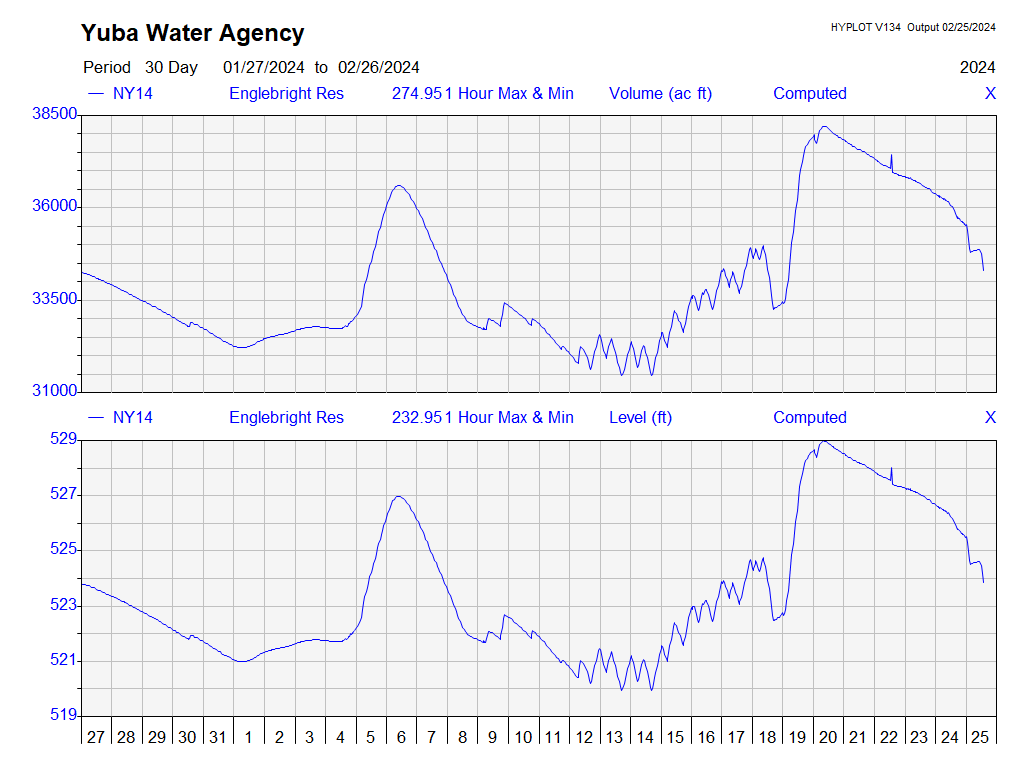 Yuba Water Agency
HYPLOT V134 Output 02/25/2024
Period 30 Day 01/27/2024 to 02/26/2024 2024
NY14 Englebright Res 274.951 Hour Max & Min Volume (ac ft) Computed X
38500
36000
33500
31000
NY14 Englebright Res 232.951 Hour Max & Min Level (ft) Computed X
529
527
525
523
521
519
27 28 29 30 31 1 2 3 4 5 6 7 8 9 10 11 12 13 14 15 16 17 18 19 20 21 22 23 24 25